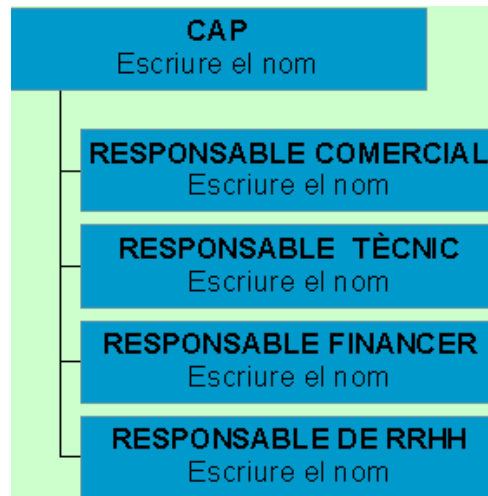 CAP
Escriure el nom
RESPONSABLE COMERCIAL
Escriure el nom
RESPONSABLE TÈCNIC
Escriure el nom
RESPONSABLE FINANCER
Escriure el nom
RESPONSABLE DE RRHH
Escriure el nom